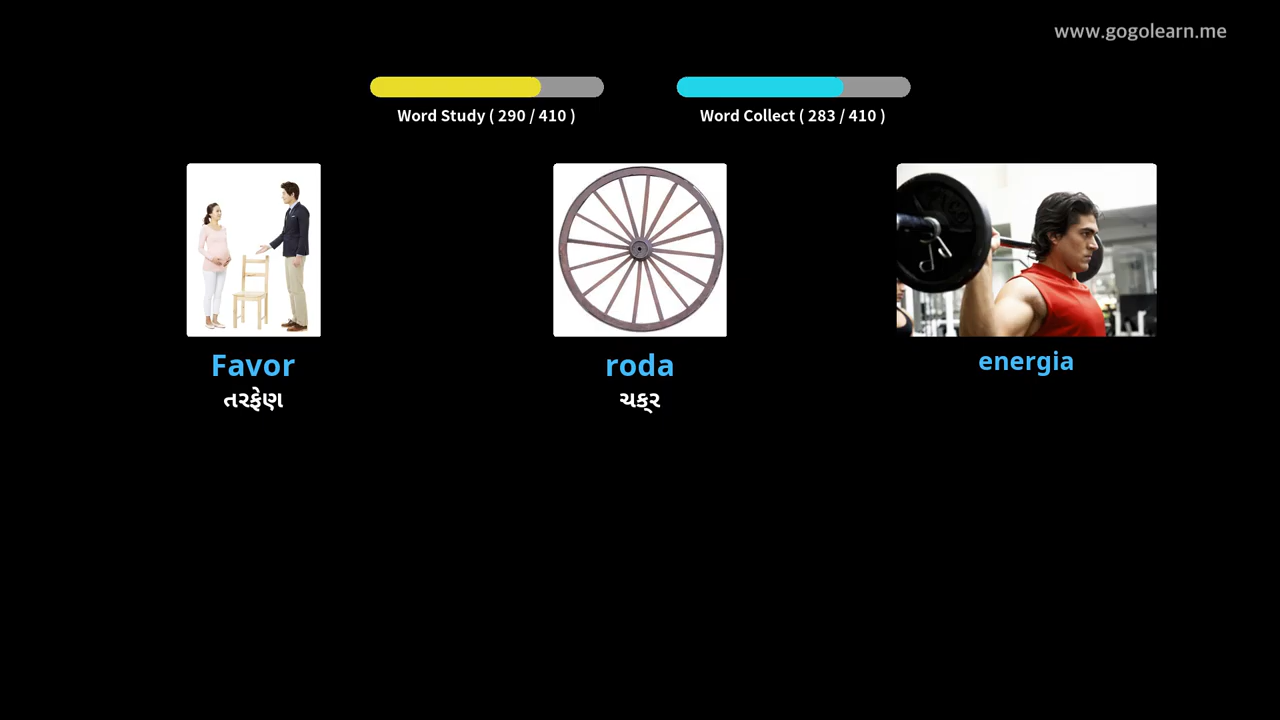 www.gogolearn.me
Word Study ( 290 / 410 )
Word Collect ( 283 / 410 )
Favor
તરફેણ
roda
ચક્ર
energia